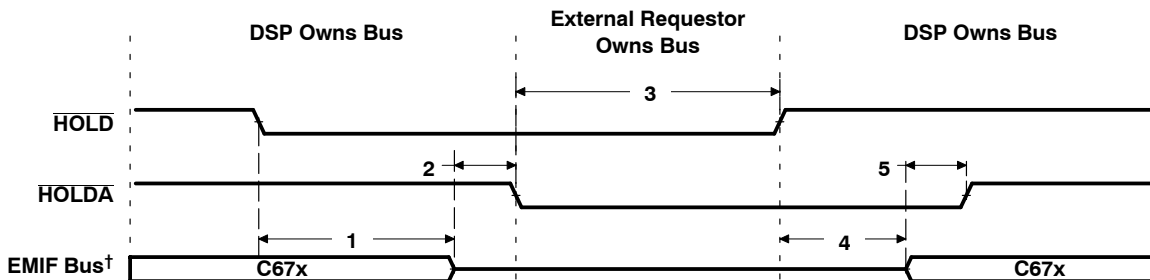 DSP Owns Bus
External Requestor
Owns Bus
DSP Owns Bus
3
HOLD
2
5
HOLDA
1
4
EMIF Bus†
C67x
C67x